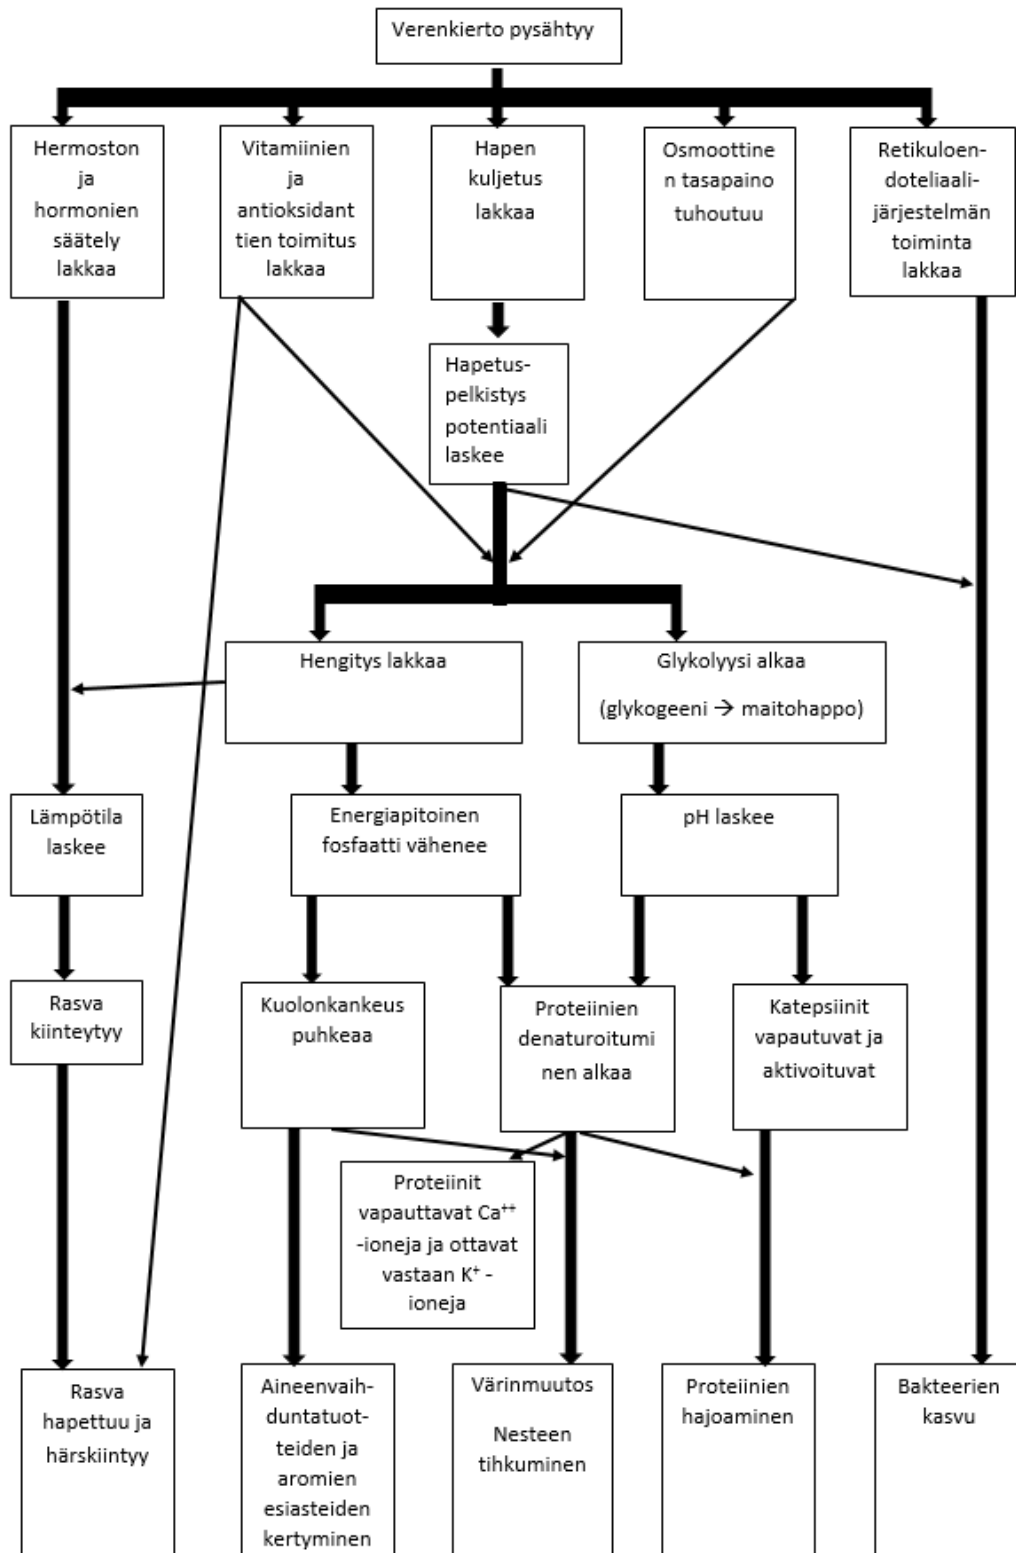 Verenkierto pysähtyy
Hermoston
ja
hormonien
säätely
lakkaa
Vitamiinien
ja
antioksidant
tien toimitus
lakkaa
Hapen
kuljetus
lakkaa
Osmoottine
n tasapaino
tuhoutuu
Retikuloen-
doteliaali-
järjestelmän
toiminta
lakkaa
Hapetus-
pelkistys
potentiaali
laskee
Hengitys lakkaa
Glykolyysi alkaa
(glykogeeni → maitohappo)
Lämpötila
laskee
Energiapitoinen
fosfaatti vähenee
pH laskee
Rasva
kiinteytyy
Kuolonkankeus
puhkeaa
Proteiinien
denaturoitumi
nen alkaa
Katepsiinit
vapautuvat ja
aktivoituvat
Proteiinit
vapauttavat Ca⁺⁺
-ioneja ja ottavat
vastaan K⁺ -
ioneja
Rasva
hapettuu ja
härskiintyy
Aineenvaih-
duntatuot-
teiden ja
aromien
esiasteiden
kertyminen
Värinmuutos
Nesteen
tihkuminen
Proteiinien
hajoaminen
Bakteerien
kasvu